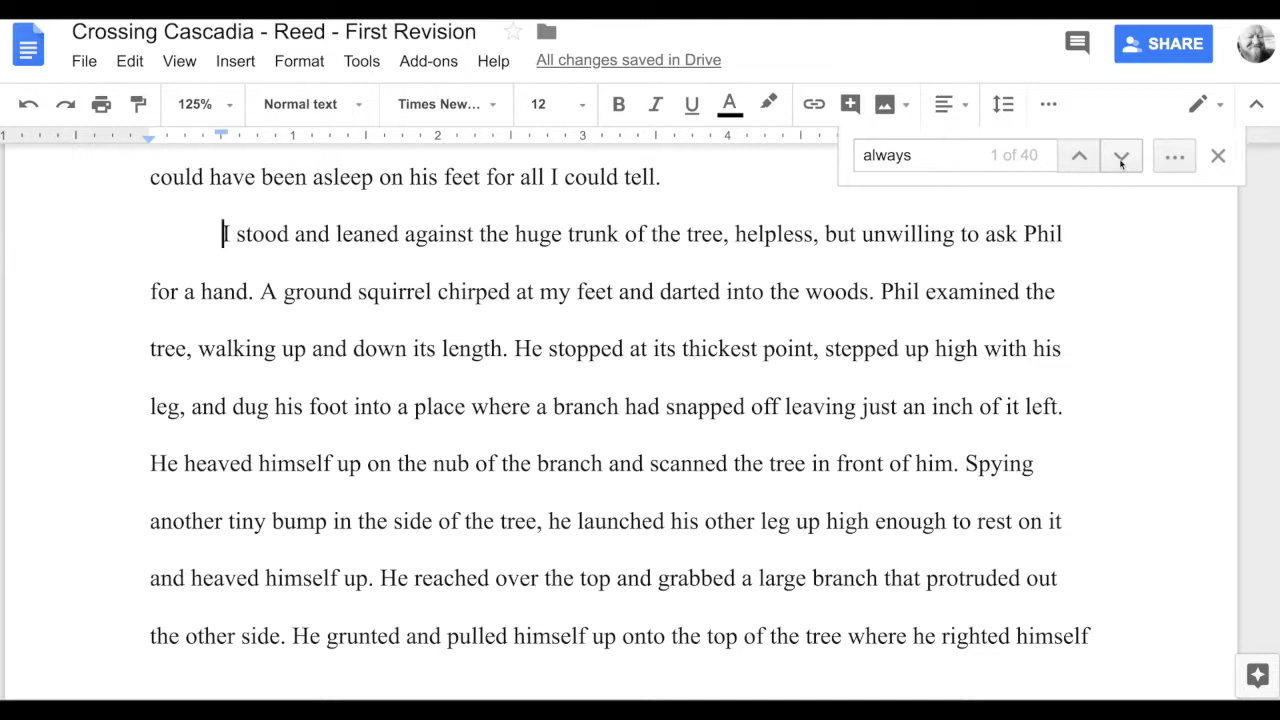 Crossing Cascadia - Reed - First Revision
File Edit View Insert Format Tools Add-ons Help All changes saved in Drive
SHARE
125% Normal text Times New... 12 B I U A
1 1 2 3 4
always 1 of 40
could have been asleep on his feet for all I could tell.
I stood and leaned against the huge trunk of the tree, helpless, but unwilling to ask Phil
for a hand. A ground squirrel chirped at my feet and darted into the woods. Phil examined the
tree, walking up and down its length. He stopped at its thickest point, stepped up high with his
leg, and dug his foot into a place where a branch had snapped off leaving just an inch of it left.
He heaved himself up on the nub of the branch and scanned the tree in front of him. Spying
another tiny bump in the side of the tree, he launched his other leg up high enough to rest on it
and heaved himself up. He reached over the top and grabbed a large branch that protruded out
the other side. He grunted and pulled himself up onto the top of the tree where he righted himself